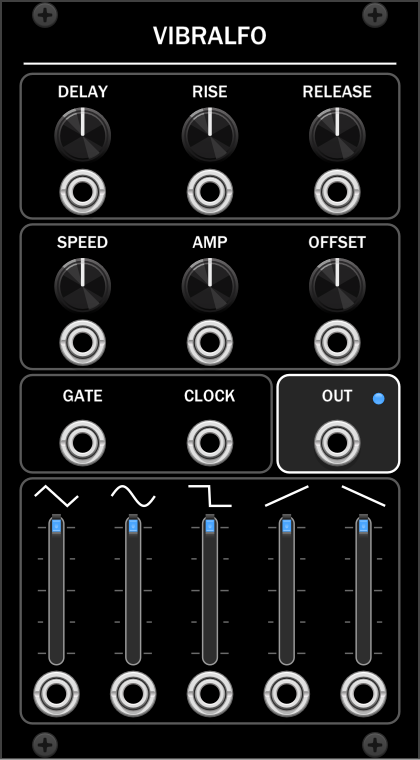 VIBRALFO
DELAY RISE RELEASE
SPEED AMP OFFSET
GATE CLOCK OUT